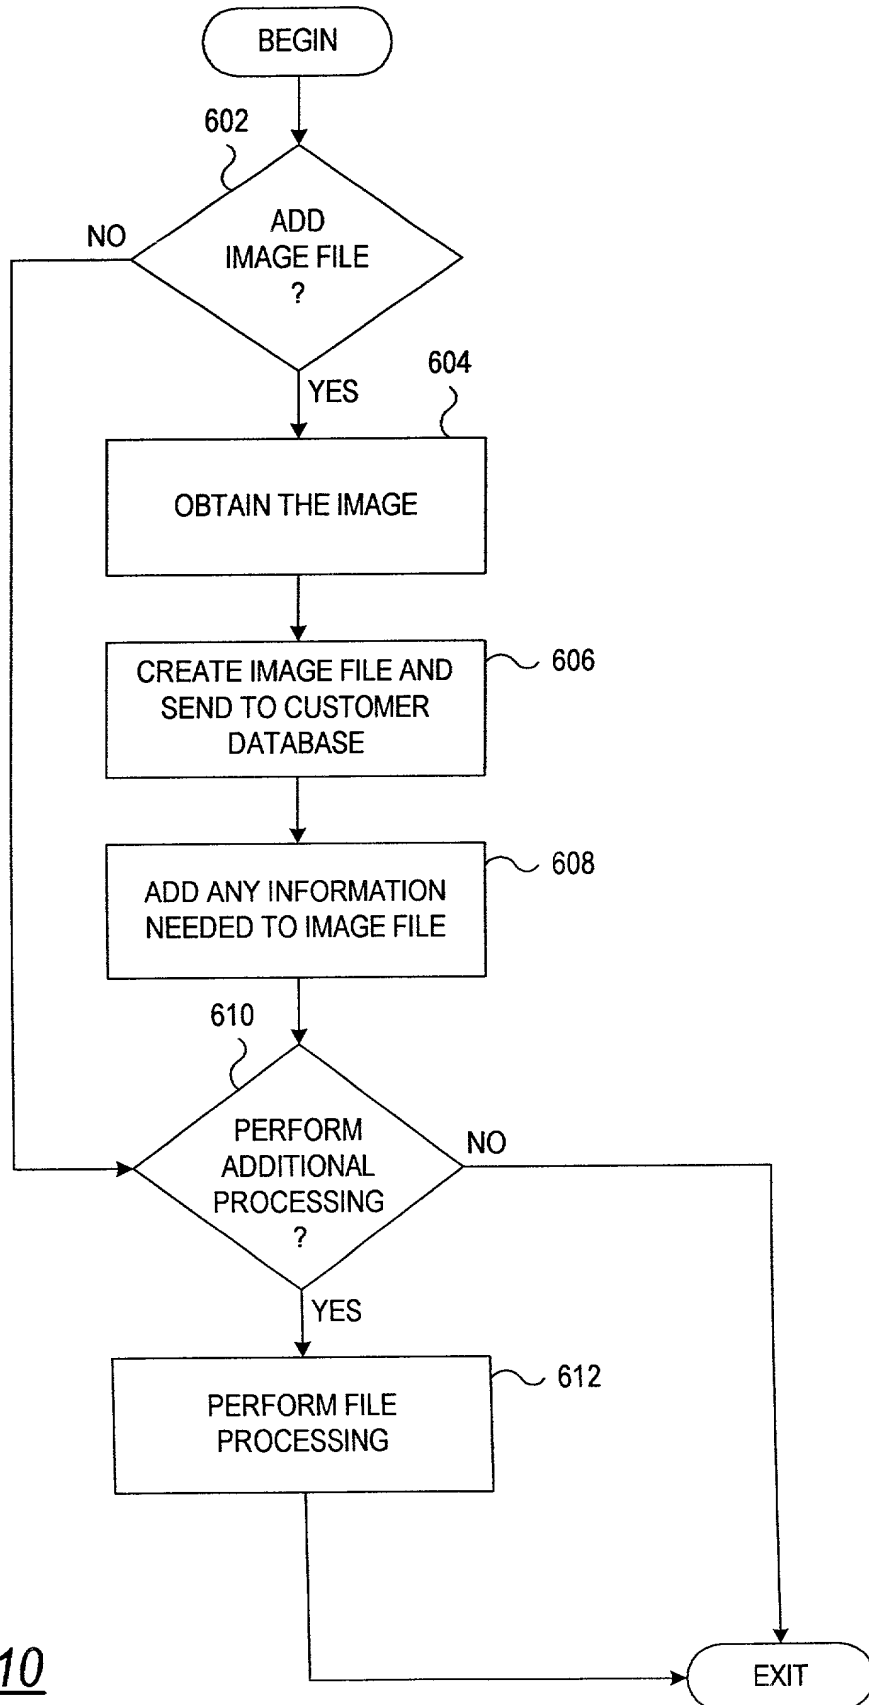 BEGIN
602
ADD
IMAGE FILE
?
NO
YES
604
OBTAIN THE IMAGE
606
CREATE IMAGE FILE AND
SEND TO CUSTOMER
DATABASE
608
ADD ANY INFORMATION
NEEDED TO IMAGE FILE
610
PERFORM
ADDITIONAL
PROCESSING
?
NO
YES
612
PERFORM FILE
PROCESSING
10
EXIT